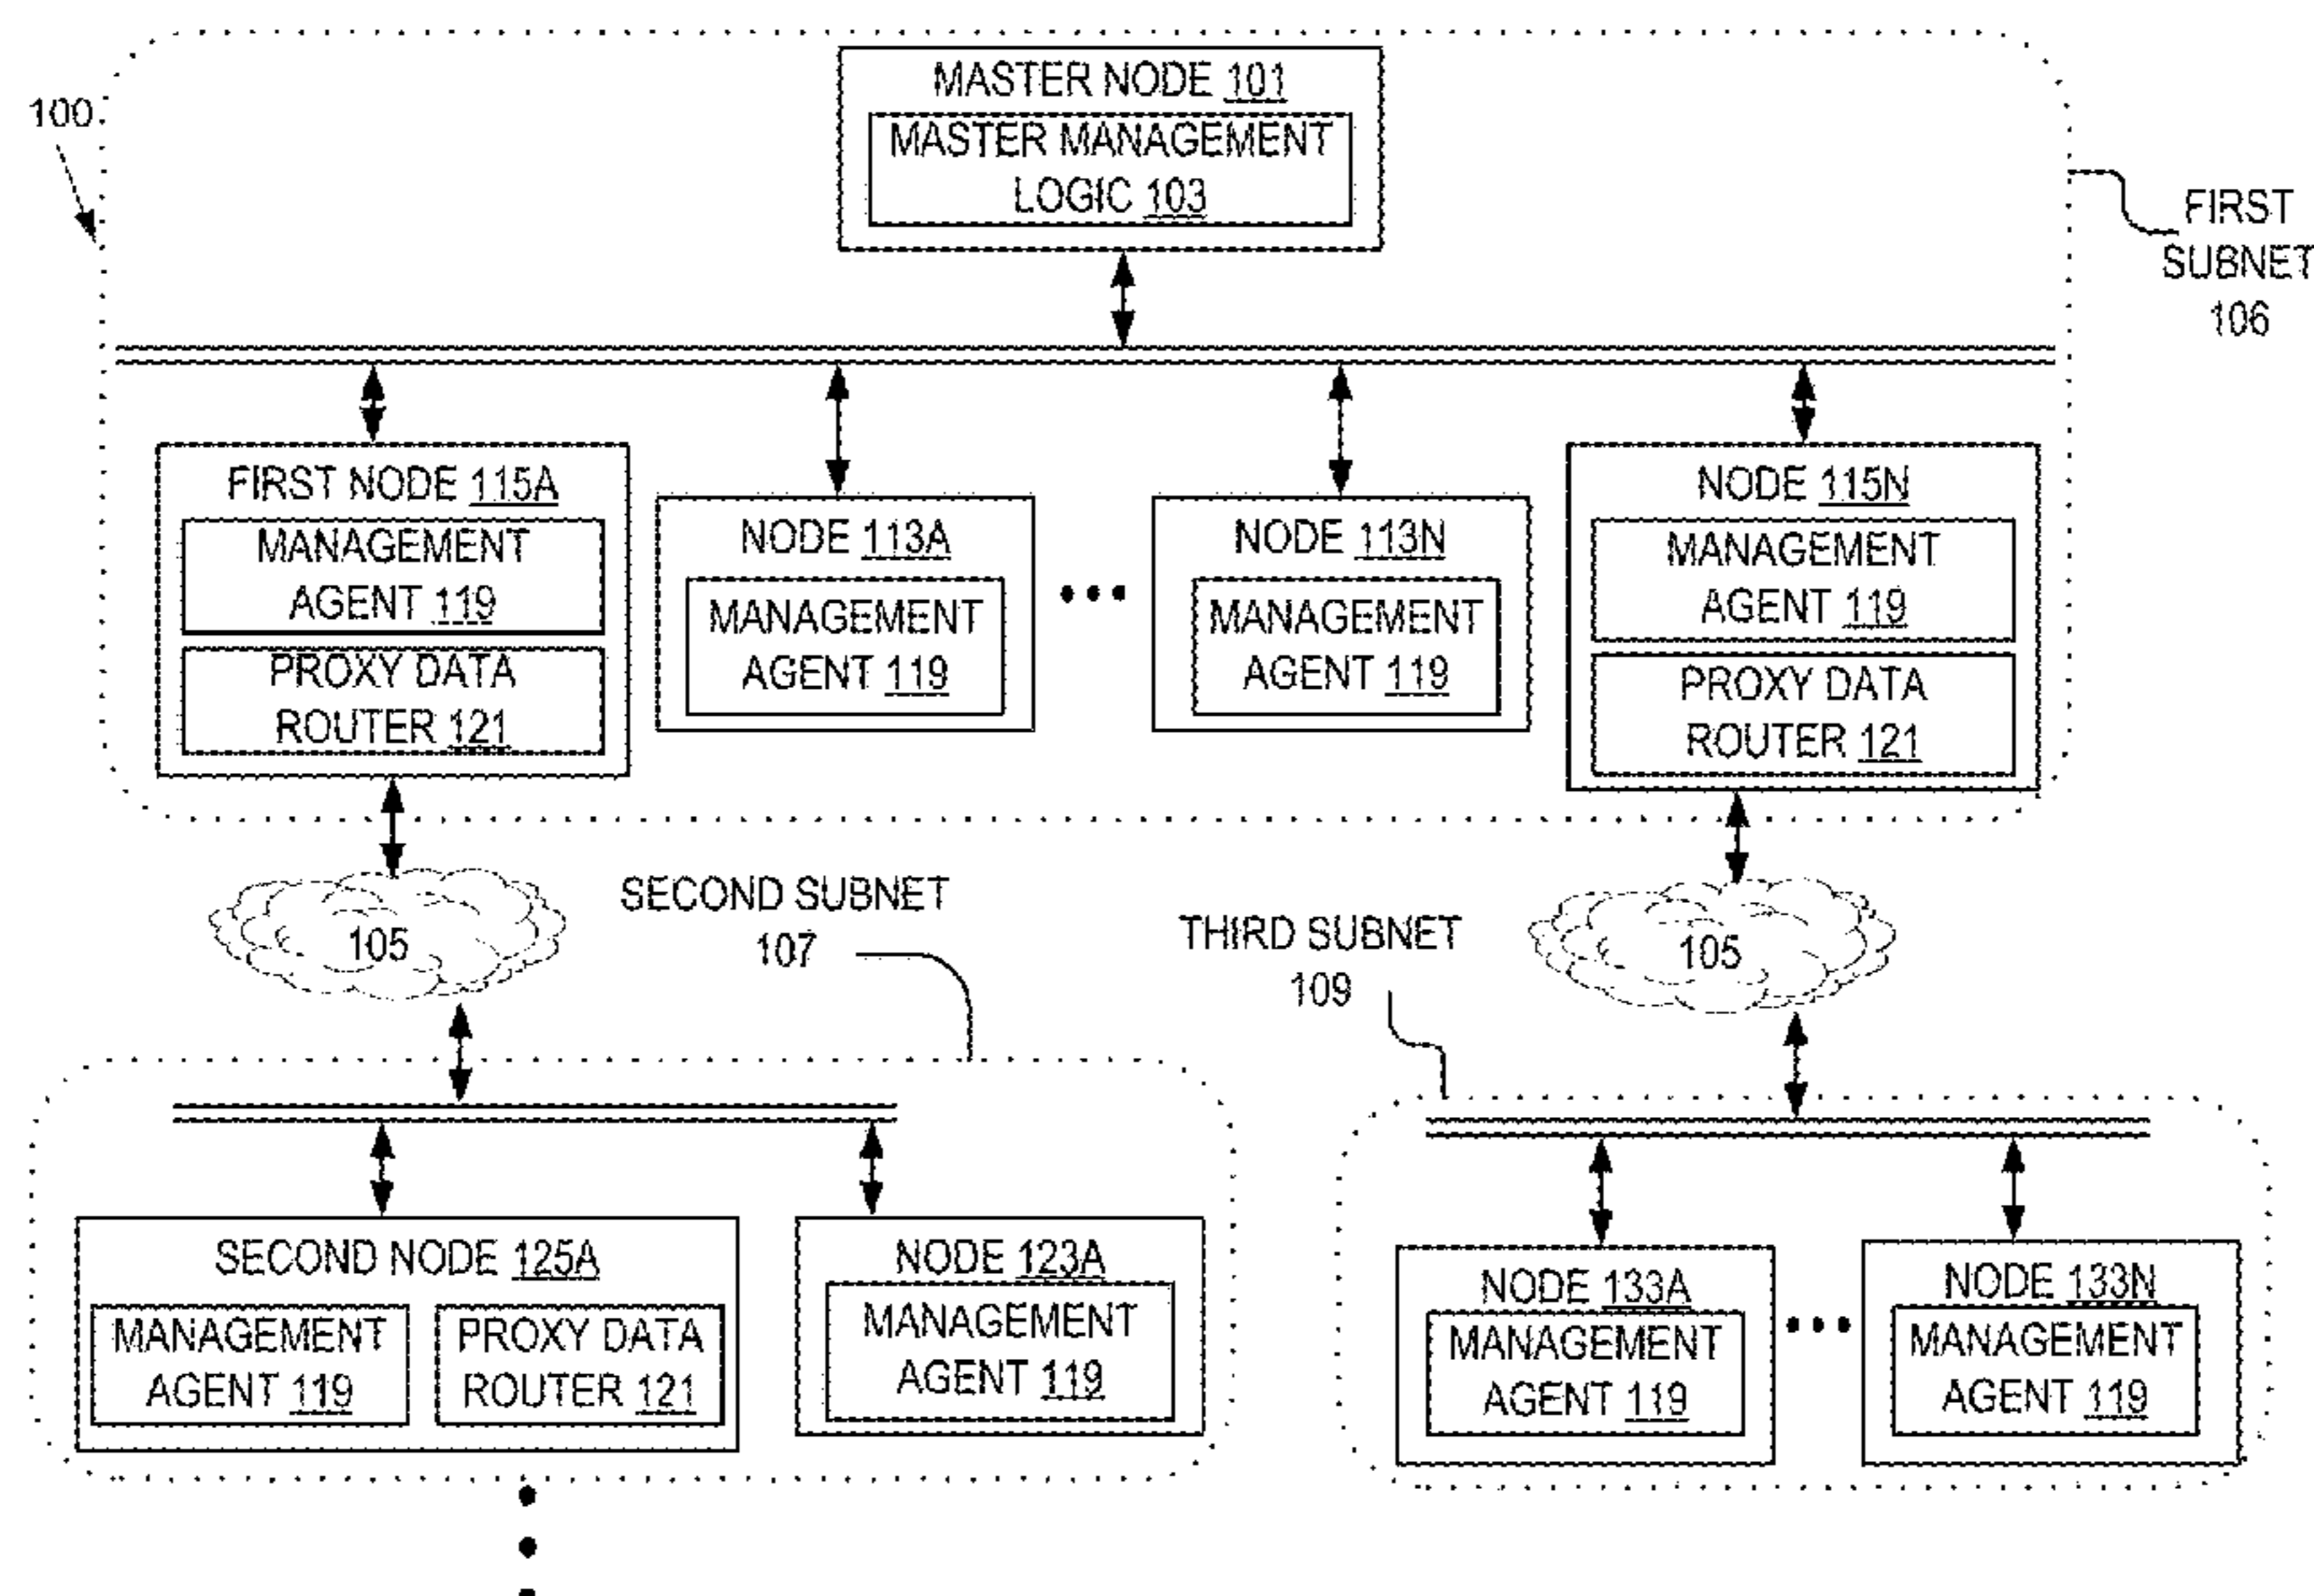 100
MASTER NODE 101
MASTER MANAGEMENT
LOGIC 103
FIRST
SUBNET
106
FIRST NODE 115A
MANAGEMENT
AGENT 119
PROXY DATA
ROUTER 121
NODE 113A
MANAGEMENT
AGENT 119
NODE 113N
MANAGEMENT
AGENT 119
NODE 115N
MANAGEMENT
AGENT 119
PROXY DATA
ROUTER 121
105
SECOND SUBNET
107
THIRD SUBNET
109
105
SECOND NODE 125A
MANAGEMENT
AGENT 119
PROXY DATA
ROUTER 121
NODE 123A
MANAGEMENT
AGENT 119
NODE 133A
MANAGEMENT
AGENT 119
NODE 133N
MANAGEMENT
AGENT 119